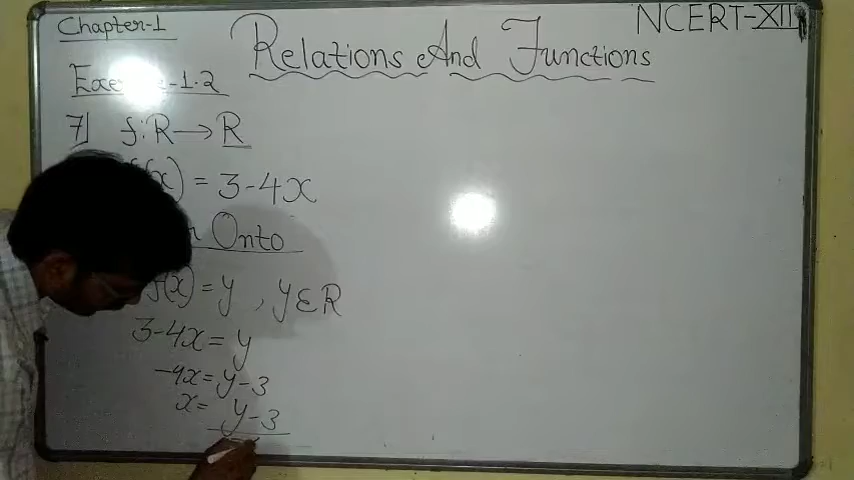 Chapter-1
NCERT-XII
Relations And Functions
7] f: R → R
= 3-4x
Onto
f(x) = y , y ε R
3-4x = y
-4x = y-3
x = y-3